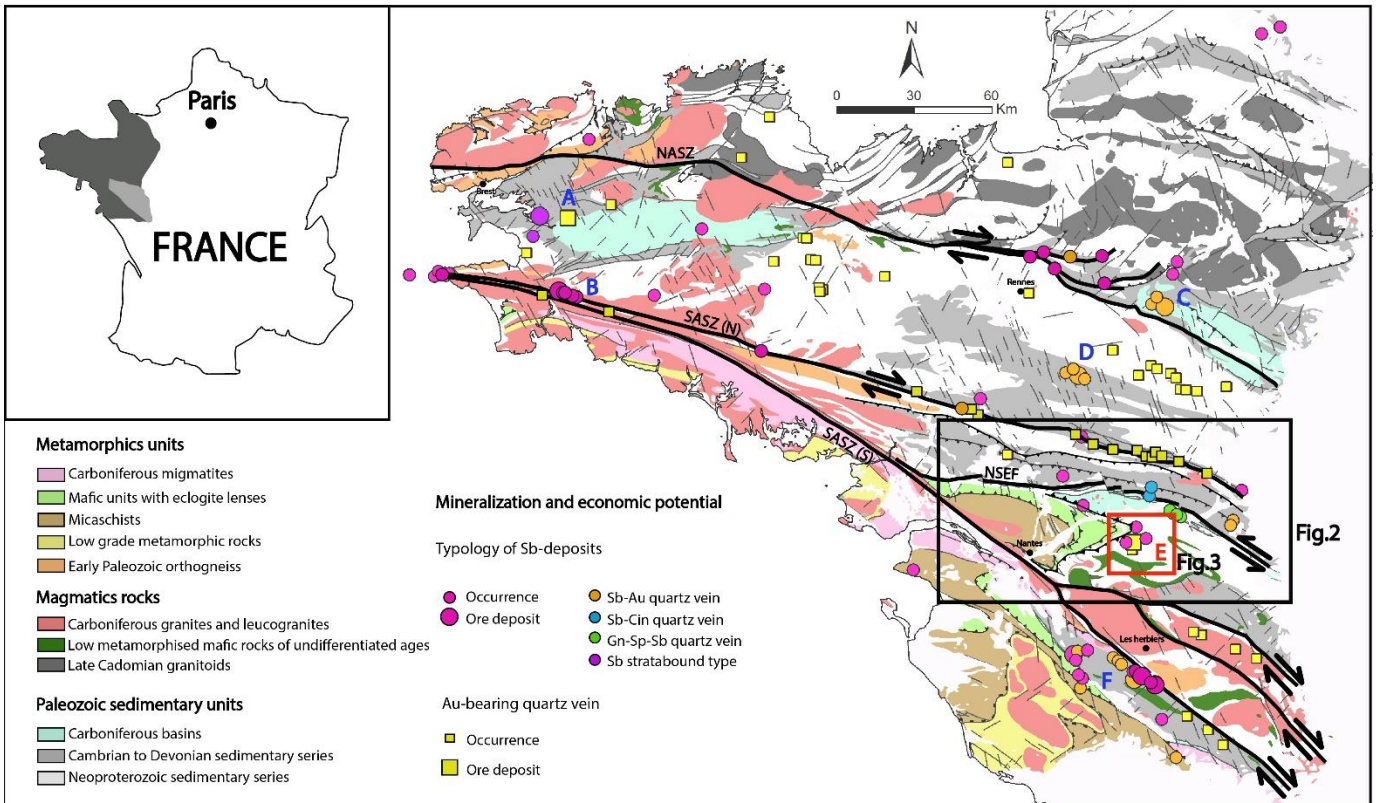 Paris
FRANCE
N
0 30 60
Km
NASZ
Brest
A
B
SASZ (N)
Rennes
C
D
SASZ (S)
NSEF
Nantes
E
Fig.3
Fig.2
Les herbiers
F
Metamorphics units
Carboniferous migmatites
Mafic units with eclogite lenses
Micaschists
Low grade metamorphic rocks
Early Paleozoic orthogneiss
Magmatics rocks
Carboniferous granites and leucogranites
Low metamorphised mafic rocks of undifferentiated ages
Late Cadomian granitoids
Paleozoic sedimentary units
Carboniferous basins
Cambrian to Devonian sedimentary series
Neoproterozoic sedimentary series
Mineralization and economic potential
Typology of Sb-deposits
Occurrence
Ore deposit
Sb-Au quartz vein
Sb-Cin quartz vein
Gn-Sp-Sb quartz vein
Sb stratabound type
Au-bearing quartz vein
Occurrence
Ore deposit